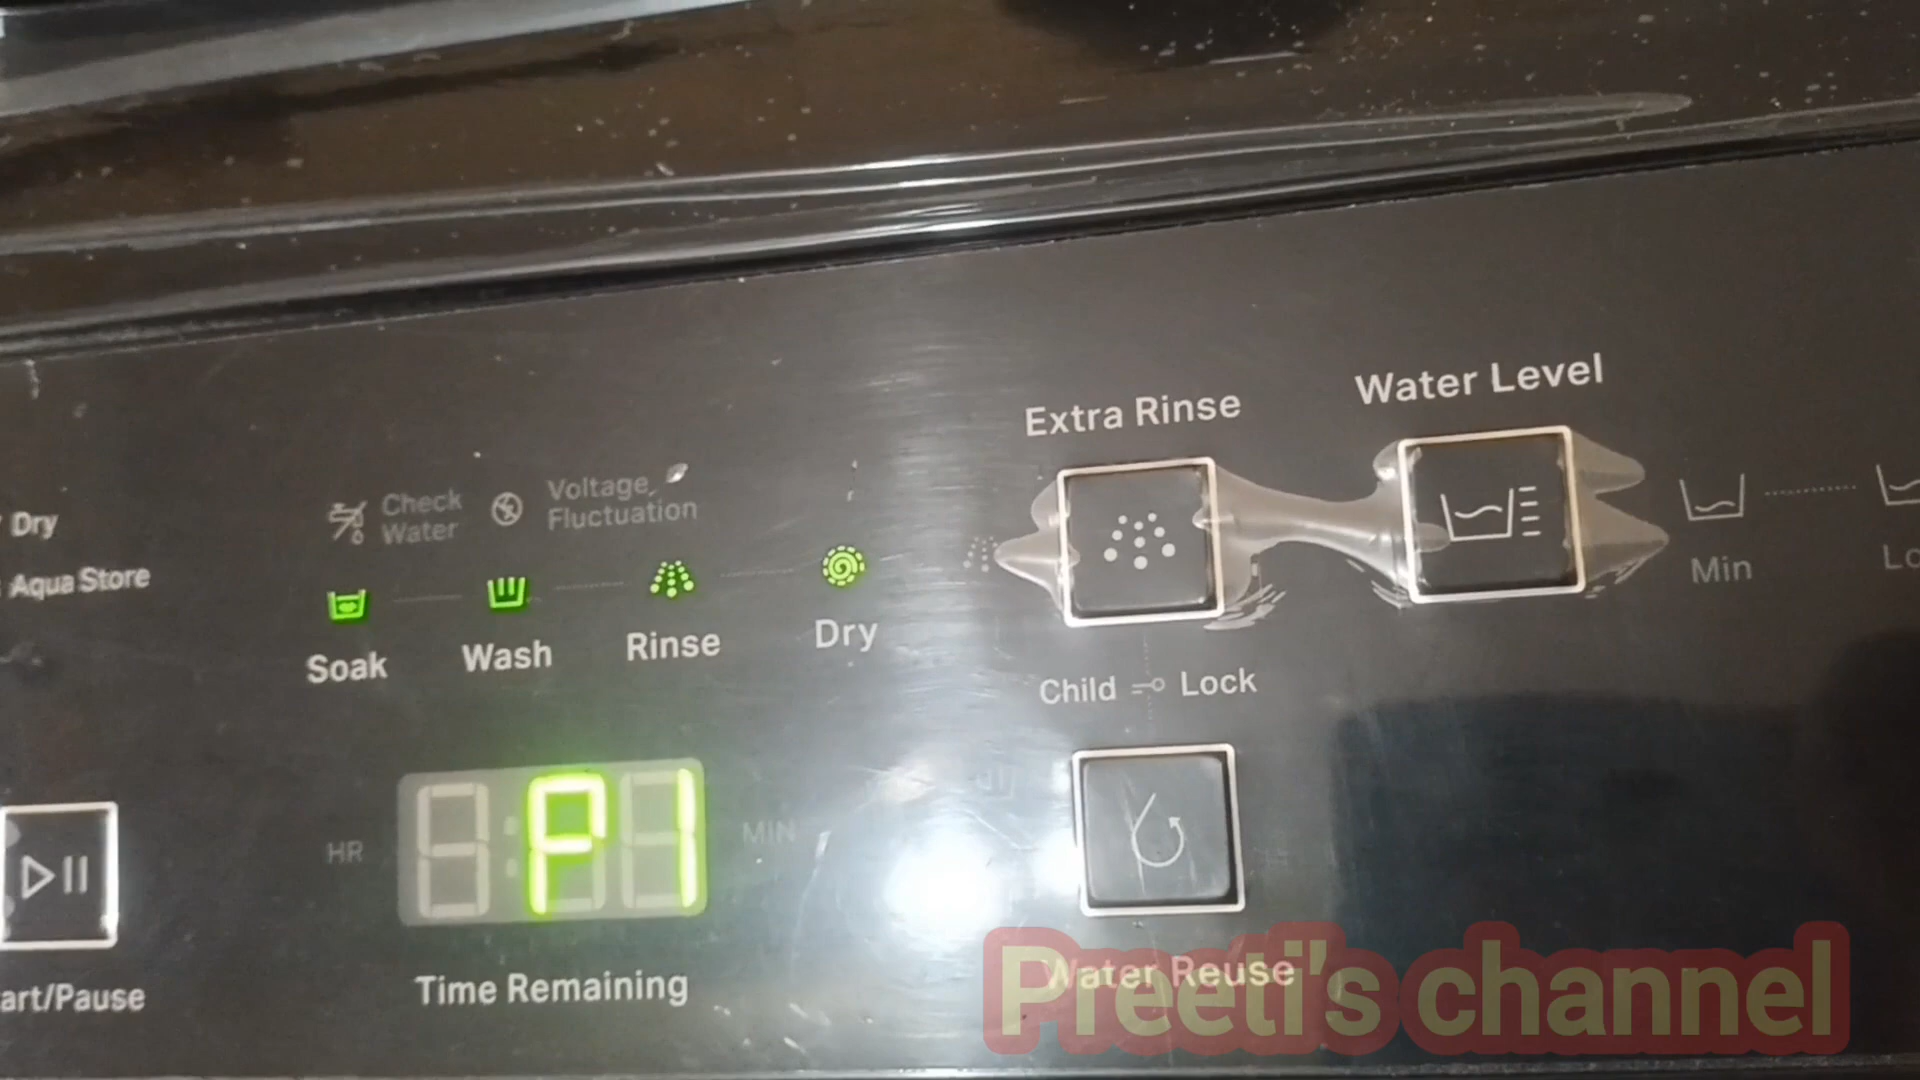 Water Level
Extra Rinse
Check
Water
Voltage
Fluctuation
Dry
Aqua Store
Min
Soak
Wash
Rinse
Dry
Child
Lock
HR
P1
MIN
art/Pause
Time Remaining
Water Reuse
Preeti's channel